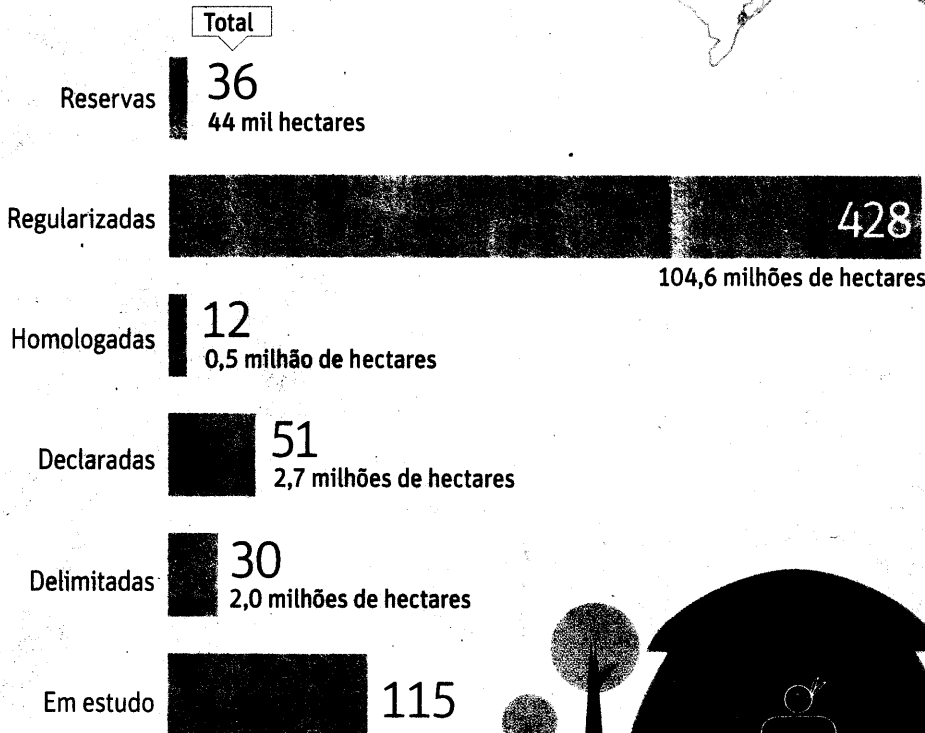 Total
Reservas
36
44 mil hectares
Regularizadas
428
104,6 milhões de hectares
Homologadas
12
0,5 milhão de hectares
Declaradas
51
2,7 milhões de hectares
Delimitadas
30
2,0 milhões de hectares
Em estudo
115